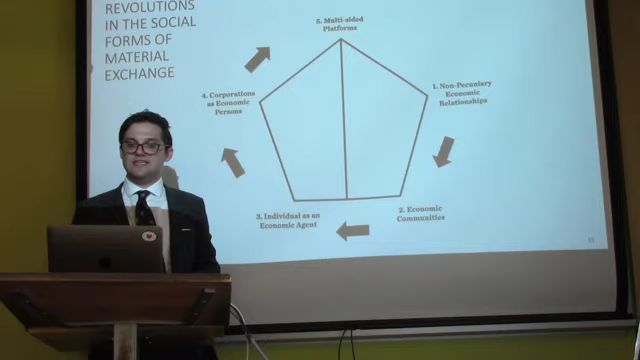 REVOLUTIONS
IN THE SOCIAL
FORMS OF
MATERIAL
EXCHANGE
5. Multi-sided
Platforms
1. Non-Pecuniary
Economic
Relationships
2. Economic
Communities
3. Individual as an
Economic Agent
4. Corporations
as Economic
Persons